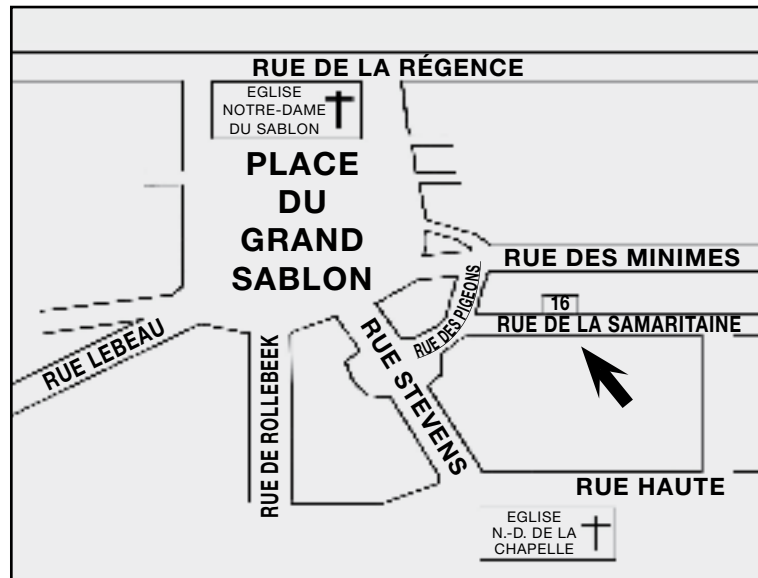 RUE DE LA RÉGENCE
EGLISE
NOTRE-DAME
DU SABLON
PLACE
DU
GRAND
SABLON
RUE DES MINIMES
RUE DES PIGEONS
16
RUE DE LA SAMARITAINE
RUE LEBEAU
RUE DE ROLLEBEEK
RUE STEVENS
RUE HAUTE
EGLISE
N.-D. DE LA
CHAPELLE